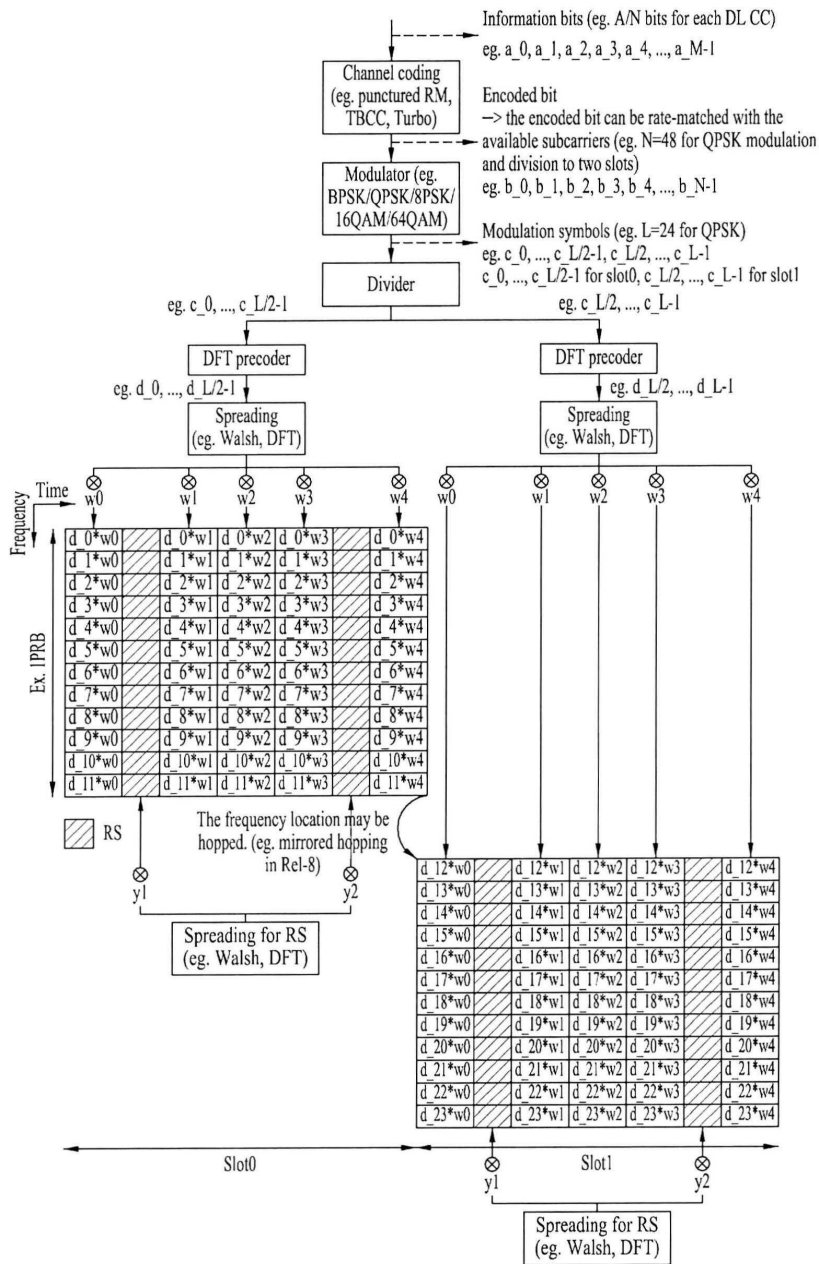 Information bits (eg. A/N bits for each DL CC)
eg. a_0, a_1, a_2, a_3, a_4, ..., a_M-1
Channel coding
(eg. punctured RM,
TBCC, Turbo)
Encoded bit
—> the encoded bit can be rate-matched with the
available subcarriers (eg. N=48 for QPSK modulation
and division to two slots)
eg. b_0, b_1, b_2, b_3, b_4, ..., b_N-1
Modulator (eg.
BPSK/QPSK/8PSK/
16QAM/64QAM)
Modulation symbols (eg. L=24 for QPSK)
eg. c_0, ..., c_L/2-1, c_L/2, ..., c_L-1
c_0, ..., c_L/2-1 for slot0, c_L/2, ..., c_L-1 for slot1
Divider
eg. c_0, ..., c_L/2-1
eg. c_L/2, ..., c_L-1
DFT precoder
DFT precoder
eg. d_0, ..., d_L/2-1
eg. d_L/2, ..., d_L-1
Spreading
(eg. Walsh, DFT)
Spreading
(eg. Walsh, DFT)
Time
Frequency
w0 w1 w2 w3 w4
w0 w1 w2 w3 w4
Ex. 1PRB
d_0*w0 d_0*w1 d_0*w2 d_0*w3 d_0*w4
d_1*w0 d_1*w1 d_1*w2 d_1*w3 d_1*w4
d_2*w0 d_2*w1 d_2*w2 d_2*w3 d_2*w4
d_3*w0 d_3*w1 d_3*w2 d_3*w3 d_3*w4
d_4*w0 d_4*w1 d_4*w2 d_4*w3 d_4*w4
d_5*w0 d_5*w1 d_5*w2 d_5*w3 d_5*w4
d_6*w0 d_6*w1 d_6*w2 d_6*w3 d_6*w4
d_7*w0 d_7*w1 d_7*w2 d_7*w3 d_7*w4
d_8*w0 d_8*w1 d_8*w2 d_8*w3 d_8*w4
d_9*w0 d_9*w1 d_9*w2 d_9*w3 d_9*w4
d_10*w0 d_10*w1 d_10*w2 d_10*w3 d_10*w4
d_11*w0 d_11*w1 d_11*w2 d_11*w3 d_11*w4
RS
The frequency location may be
hopped. (eg. mirrored hopping
in Rel-8)
y1 y2
Spreading for RS
(eg. Walsh, DFT)
d_12*w0 d_12*w1 d_12*w2 d_12*w3 d_12*w4
d_13*w0 d_13*w1 d_13*w2 d_13*w3 d_13*w4
d_14*w0 d_14*w1 d_14*w2 d_14*w3 d_14*w4
d_15*w0 d_15*w1 d_15*w2 d_15*w3 d_15*w4
d_16*w0 d_16*w1 d_16*w2 d_16*w3 d_16*w4
d_17*w0 d_17*w1 d_17*w2 d_17*w3 d_17*w4
d_18*w0 d_18*w1 d_18*w2 d_18*w3 d_18*w4
d_19*w0 d_19*w1 d_19*w2 d_19*w3 d_19*w4
d_20*w0 d_20*w1 d_20*w2 d_20*w3 d_20*w4
d_21*w0 d_21*w1 d_21*w2 d_21*w3 d_21*w4
d_22*w0 d_22*w1 d_22*w2 d_22*w3 d_22*w4
d_23*w0 d_23*w1 d_23*w2 d_23*w3 d_23*w4
Slot0 Slot1
y1 y2
Spreading for RS
(eg. Walsh, DFT)